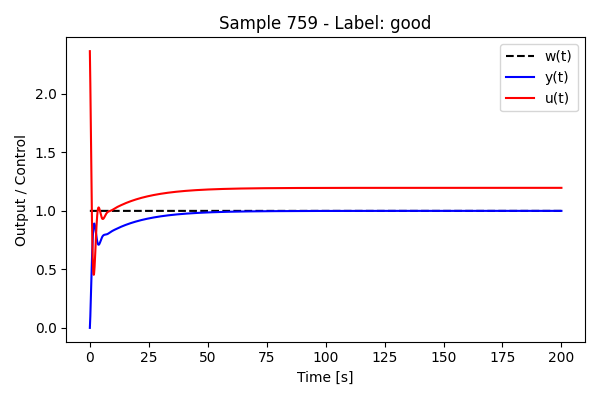 Sample 759 - Label: good
w(t)
y(t)
u(t)
Output / Control
2.0
1.5
1.0
0.5
0.0
0 25 50 75 100 125 150 175 200
Time [s]